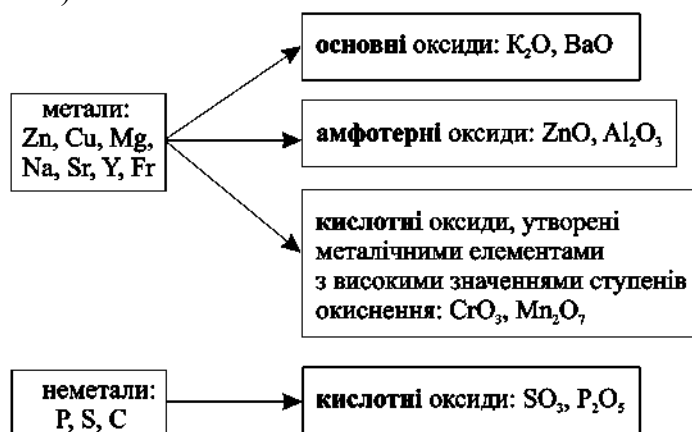 основні оксиди: K₂O, BaO
метали:
Zn, Cu, Mg,
Na, Sr, Y, Fr
амфотерні оксиди: ZnO, Al₂O₃
кислотні оксиди, утворені
металічними елементами
з високими значеннями ступенів
окиснення: CrO₃, Mn₂O₇
неметали:
P, S, C
кислотні оксиди: SO₃, P₂O₅